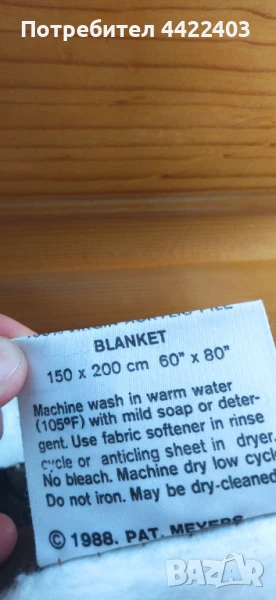 Потребител 4422403
BLANKET
150 x 200 cm 60" x 80"
Machine wash in warm water
(105ºF) with mild soap or deter-
gent. Use fabric softener in rinse
cycle or anticling sheet in dryer.
No bleach. Machine dry low cycle
Do not iron. May be dry-cleaned
© 1988. PAT. MEYERS
BAZAR